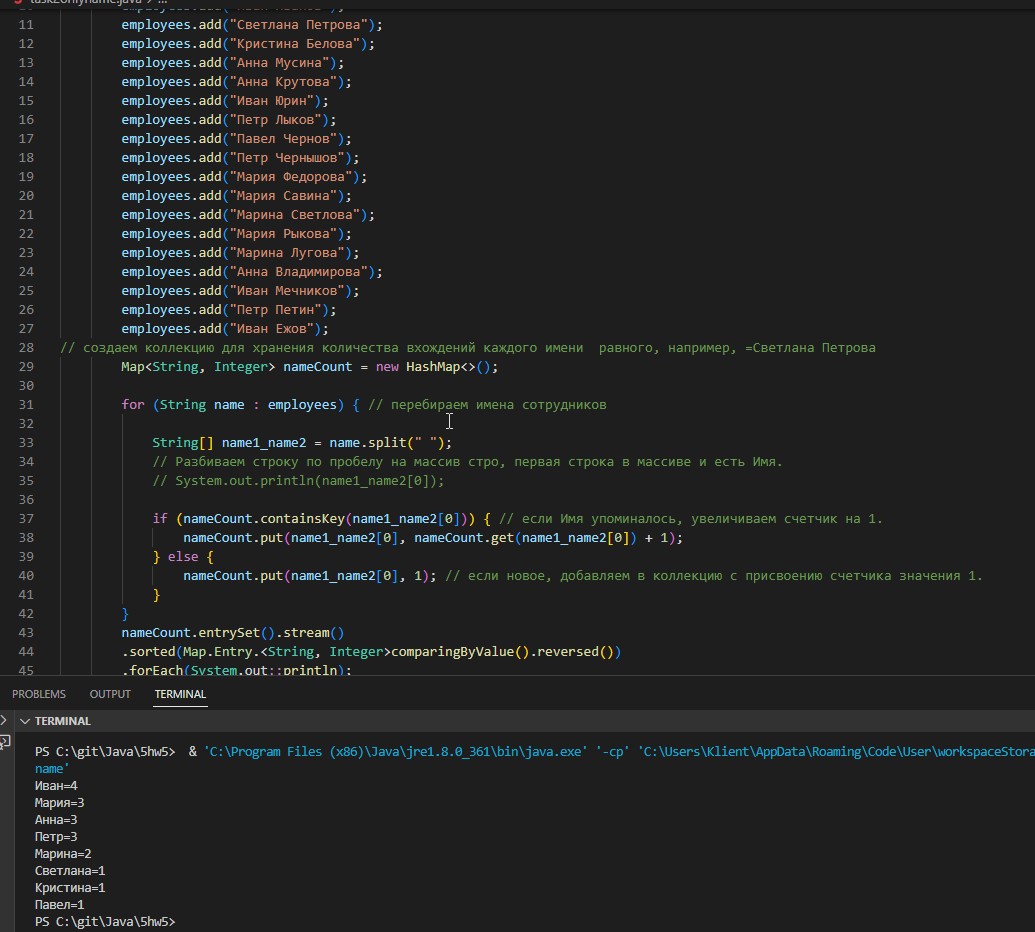 task2onlyname.java > ...
11 employees.add("Светлана Петрова");
12 employees.add("Кристина Белова");
13 employees.add("Анна Мусина");
14 employees.add("Анна Крутова");
15 employees.add("Иван Юрин");
16 employees.add("Петр Лыков");
17 employees.add("Павел Чернов");
18 employees.add("Петр Чернышов");
19 employees.add("Мария Федорова");
20 employees.add("Мария Савина");
21 employees.add("Марина Светлова");
22 employees.add("Мария Рыкова");
23 employees.add("Марина Лугова");
24 employees.add("Анна Владимирова");
25 employees.add("Иван Мечников");
26 employees.add("Петр Петин");
27 employees.add("Иван Ежов");
28 // создаем коллекцию для хранения количества вхождений каждого имени  равного, например, =Светлана Петрова
29 Map<String, Integer> nameCount = new HashMap<>();
30
31 for (String name : employees) { // перебираем имена сотрудников
32
33 String[] name1_name2 = name.split(" ");
34 // Разбиваем строку по пробелу на массив стро, первая строка в массиве и есть Имя.
35 // System.out.println(name1_name2[0]);
36
37 if (nameCount.containsKey(name1_name2[0])) { // если Имя упоминалось, увеличиваем счетчик на 1.
38 nameCount.put(name1_name2[0], nameCount.get(name1_name2[0]) + 1);
39 } else {
40 nameCount.put(name1_name2[0], 1); // если новое, добавляем в коллекцию с присвоению счетчика значения 1.
41 }
42 }
43 nameCount.entrySet().stream()
44 .sorted(Map.Entry.<String, Integer>comparingByValue().reversed())
45 .forEach(System.out::println);
PROBLEMS OUTPUT TERMINAL
TERMINAL
PS C:\git\Java\5hw5>  & 'C:\Program Files (x86)\Java\jre1.8.0_361\bin\java.exe' '-cp' 'C:\Users\Klient\AppData\Roaming\Code\User\workspaceStora
name'
Иван=4
Мария=3
Анна=3
Петр=3
Марина=2
Светлана=1
Кристина=1
Павел=1
PS C:\git\Java\5hw5>